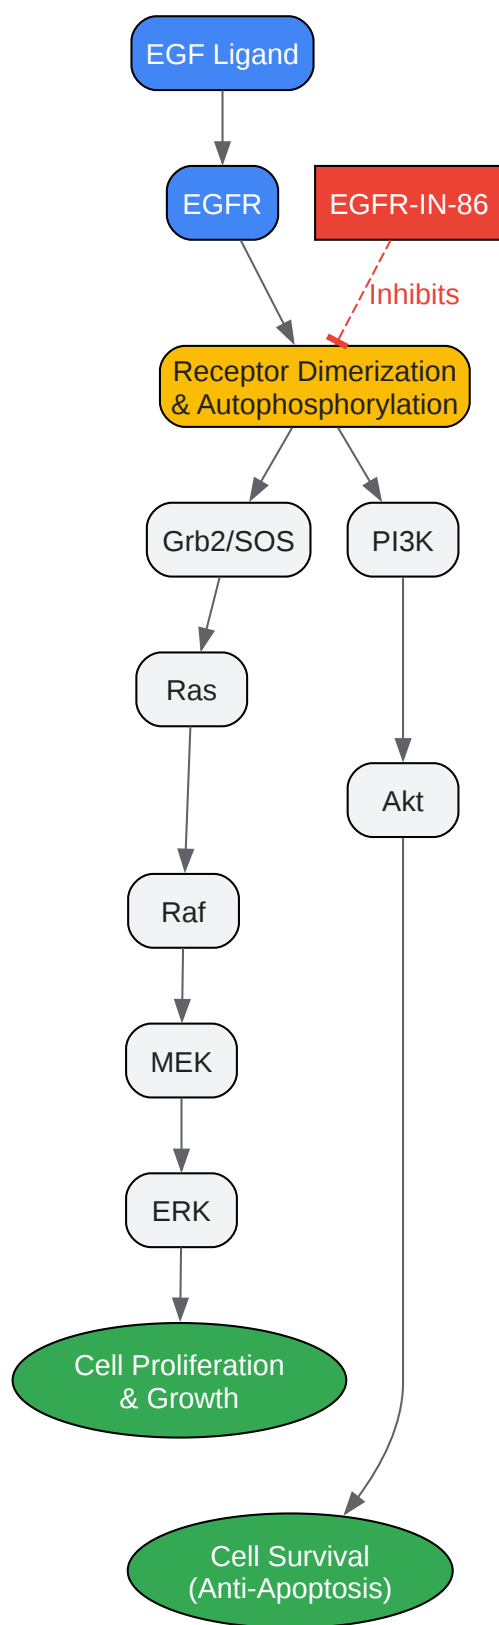 EGF Ligand
EGFR
EGFR-IN-86
Inhibits
Receptor Dimerization
& Autophosphorylation
Grb2/SOS
PI3K
Ras
Akt
Raf
MEK
ERK
Cell Proliferation
& Growth
Cell Survival
(Anti-Apoptosis)